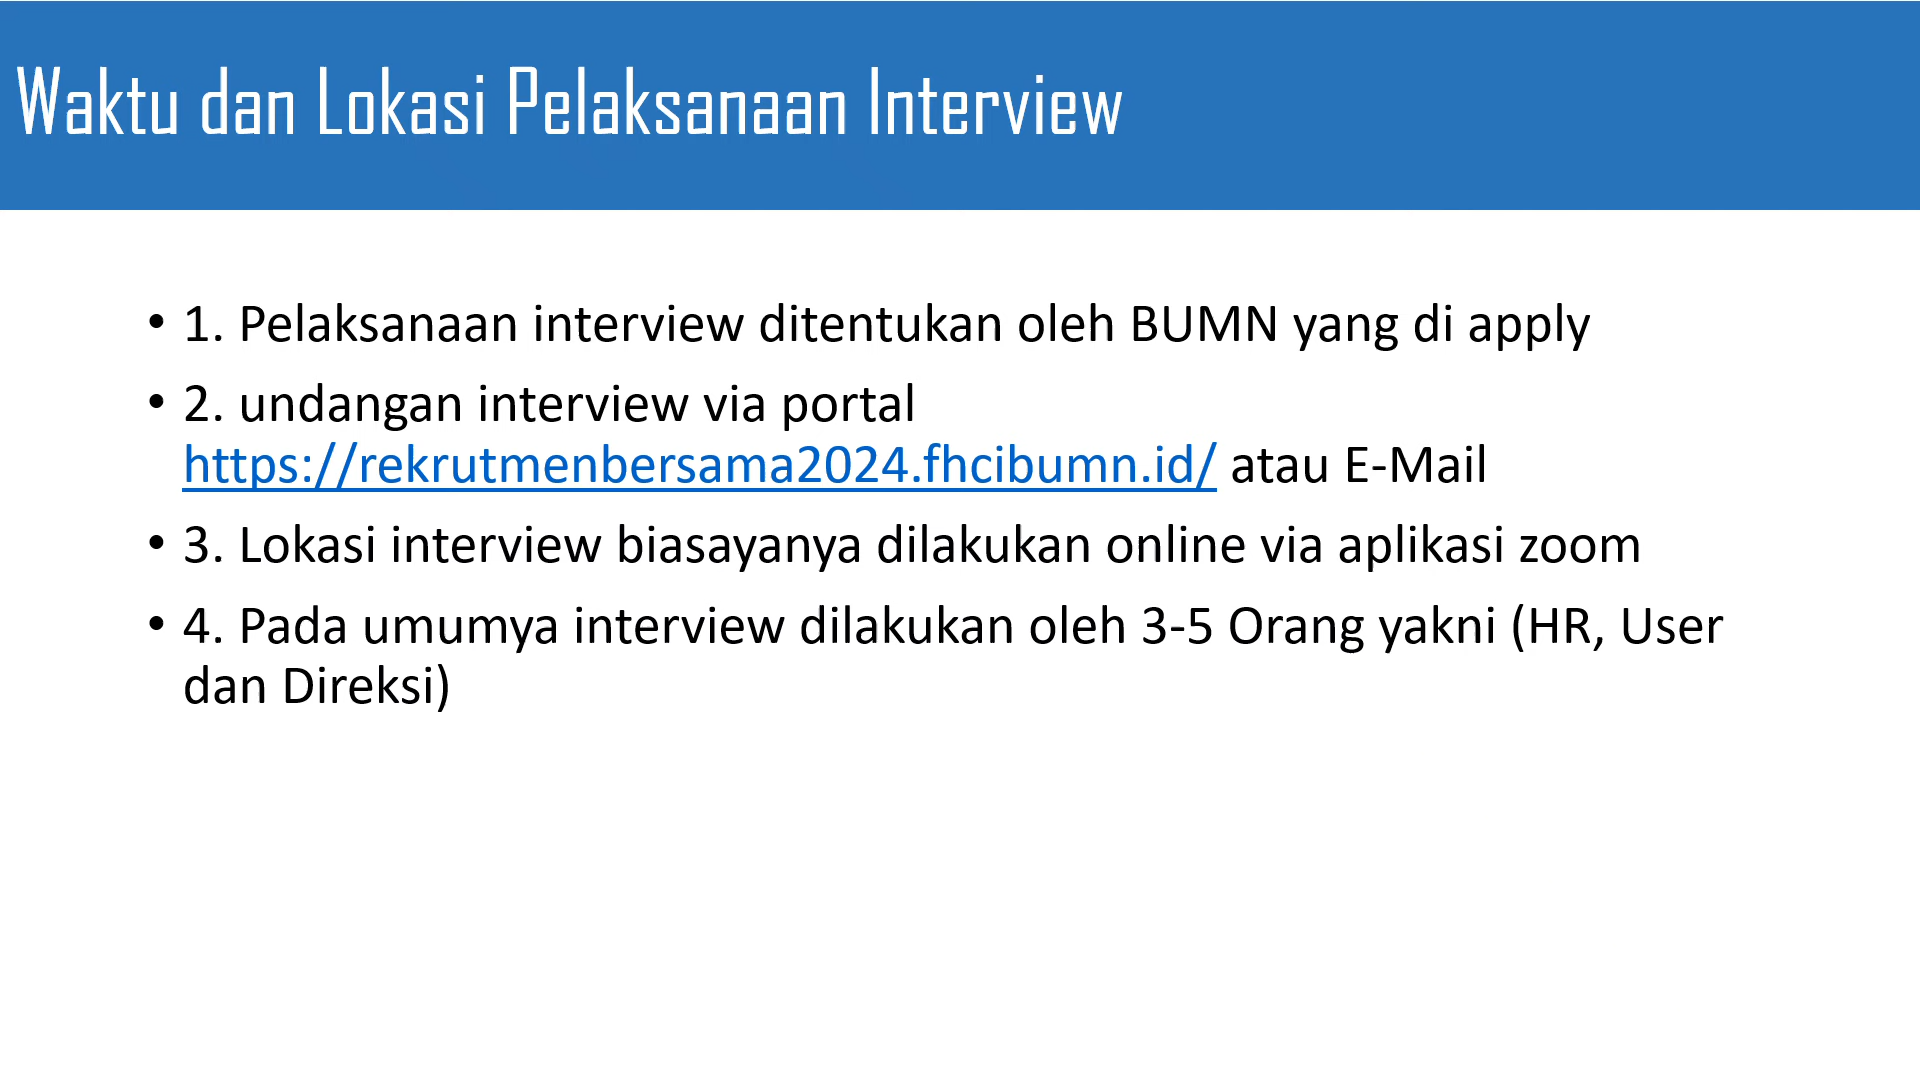 Waktu dan Lokasi Pelaksanaan Interview
• 1. Pelaksanaan interview ditentukan oleh BUMN yang di apply
• 2. undangan interview via portal
https://rekrutmenbersama2024.fhcibumn.id/ atau E-Mail
• 3. Lokasi interview biasayanya dilakukan online via aplikasi zoom
• 4. Pada umumya interview dilakukan oleh 3-5 Orang yakni (HR, User
dan Direksi)